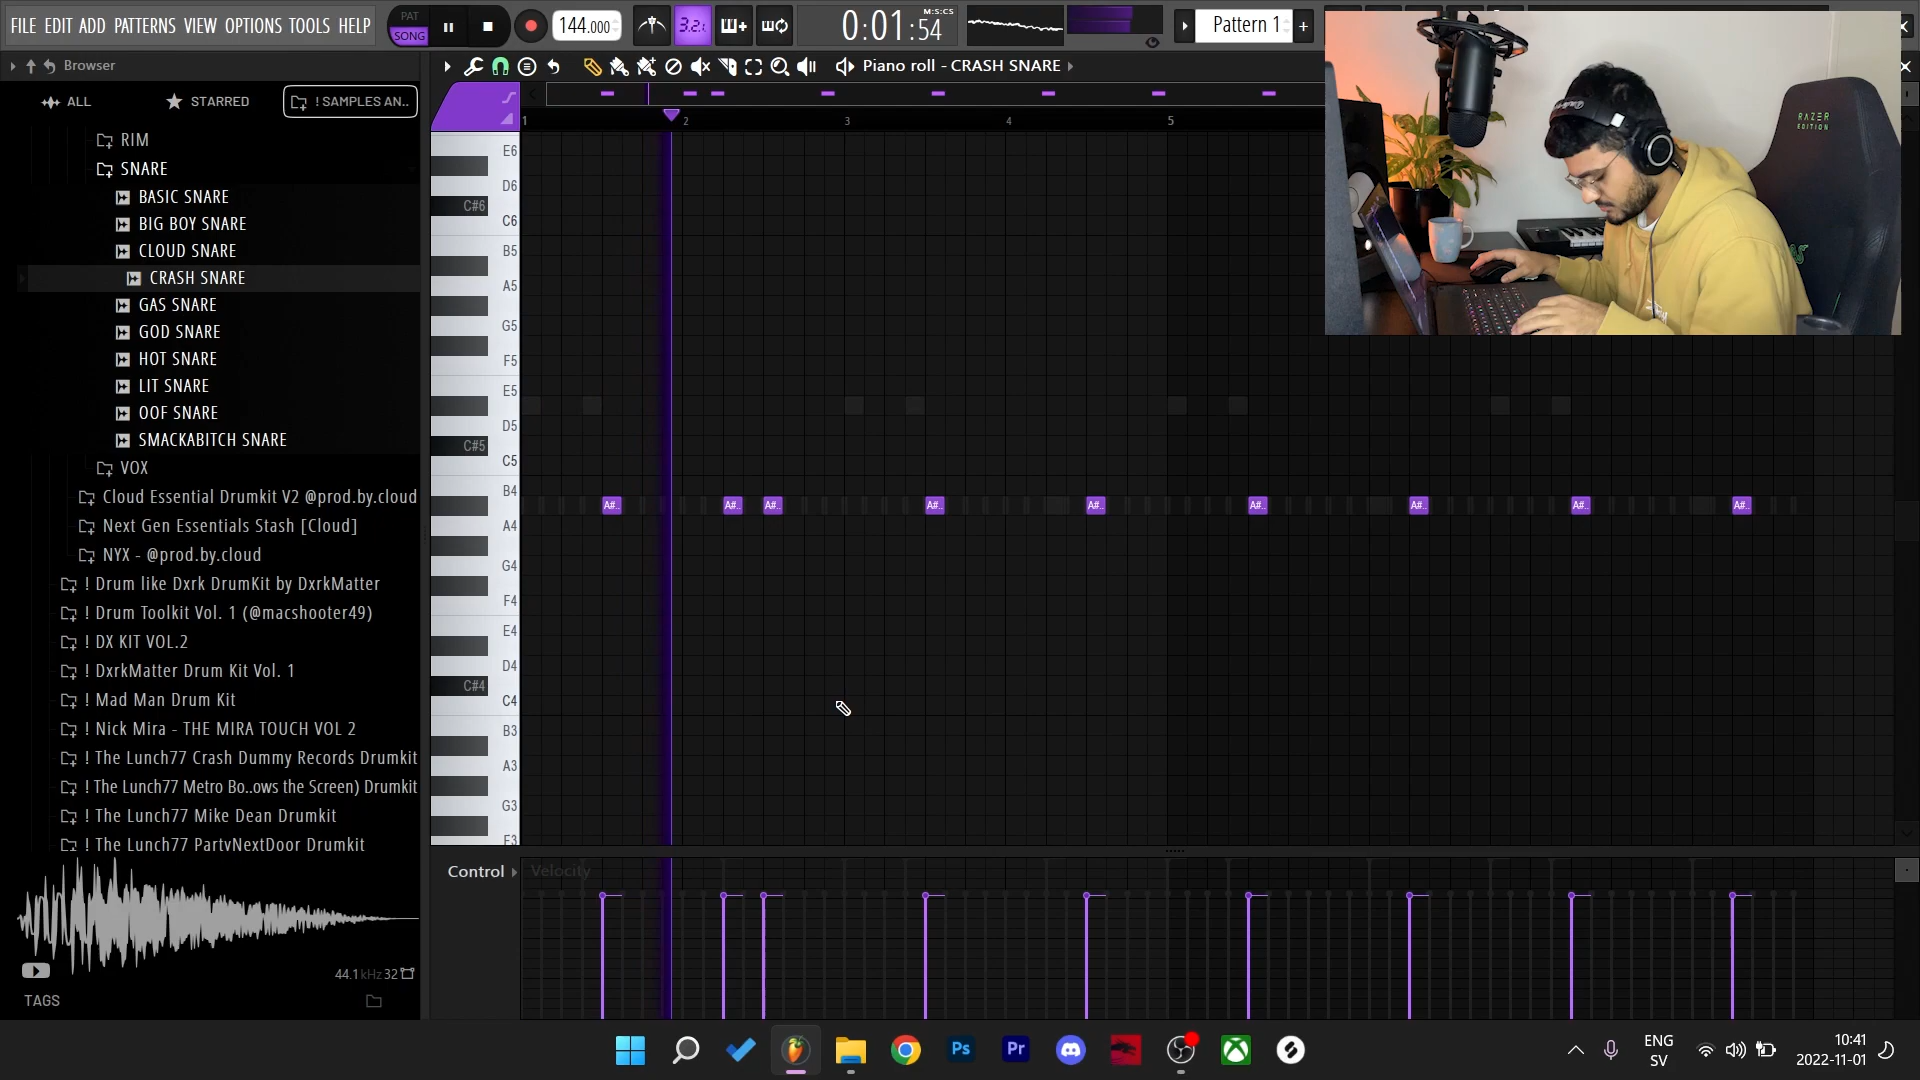 FILE EDIT ADD PATTERNS VIEW OPTIONS TOOLS HELP
PAT
SONG
144.000
3.2.
0:01:54
M:S:CS
Pattern 1
Browser
Piano roll - CRASH SNARE
ALL
STARRED
! SAMPLES AN..
RIM
SNARE
BASIC SNARE
BIG BOY SNARE
CLOUD SNARE
CRASH SNARE
GAS SNARE
GOD SNARE
HOT SNARE
LIT SNARE
OOF SNARE
SMACKABITCH SNARE
VOX
Cloud Essential Drumkit V2 @prod.by.cloud
Next Gen Essentials Stash [Cloud]
NYX - @prod.by.cloud
! Drum like Dxrk DrumKit by DxrkMatter
! Drum Toolkit Vol. 1 (@macshooter49)
! DX KIT VOL.2
! DxrkMatter Drum Kit Vol. 1
! Mad Man Drum Kit
! Nick Mira - THE MIRA TOUCH VOL 2
! The Lunch77 Crash Dummy Records Drumkit
! The Lunch77 Metro Bo..ows the Screen) Drumkit
! The Lunch77 Mike Dean Drumkit
! The Lunch77 PartyNextDoor Drumkit
44.1kHz 32
TAGS
1 2 3 4 5
E6
D6
C#6
C6
B5
A5
G5
F5
E5
D5
C#5
C5
B4
A#.. A#.. A#.. A#.. A#.. A#.. A#.. A#.. A#..
A4
G4
F4
E4
D4
C#4
C4
B3
A3
G3
F3
Control
Velocity
RAZER
EDITION
Ps
Pr
ENG
SV
10:41
2022-11-01